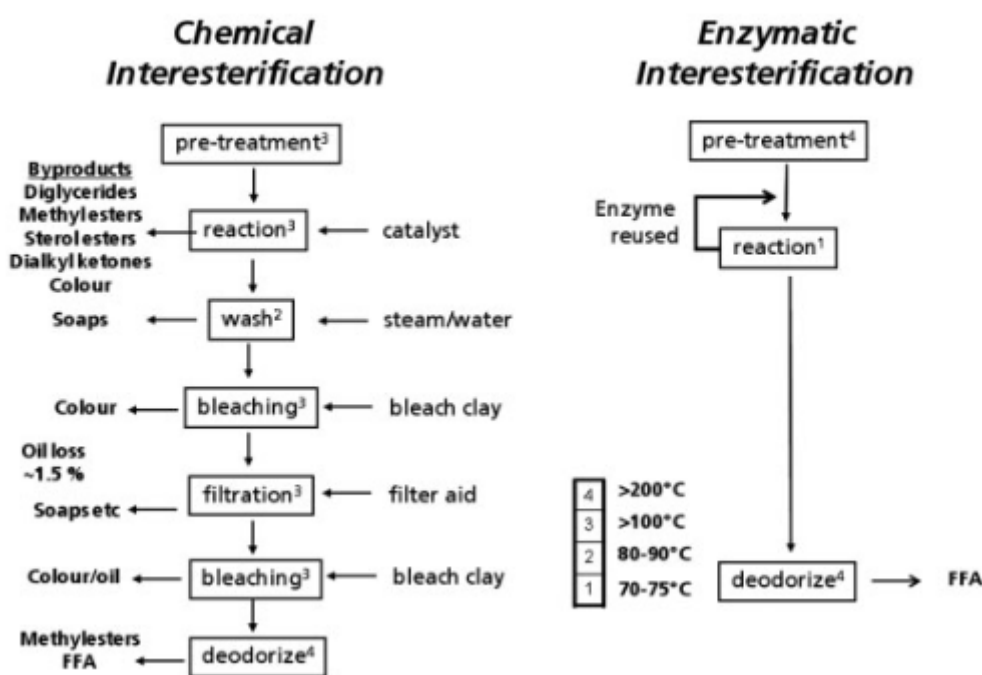 Chemical
Interesterification
pre-treatment³
Byproducts
Diglycerides
Methylesters
Sterolesters
Dialkyl ketones
Colour
reaction³
catalyst
Soaps
wash²
steam/water
Colour
bleaching³
bleach clay
Oil loss
~1.5 %
Soaps etc
filtration³
filter aid
Colour/oil
bleaching³
bleach clay
Methylesters
FFA
deodorize⁴
Enzymatic
Interesterification
pre-treatment⁴
Enzyme
reused
reaction¹
4 >200°C
3 >100°C
2 80-90°C
1 70-75°C
deodorize⁴
FFA